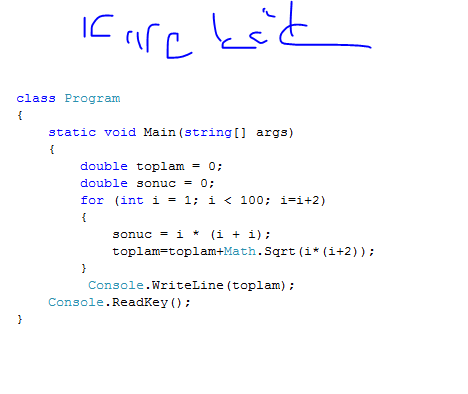 class Program
{
static void Main(string[] args)
{
double toplam = 0;
double sonuc = 0;
for (int i = 1; i < 100; i=i+2)
{
sonuc = i * (i + i);
toplam=toplam+Math.Sqrt(i*(i+2));
}
Console.WriteLine(toplam);
Console.ReadKey();
}